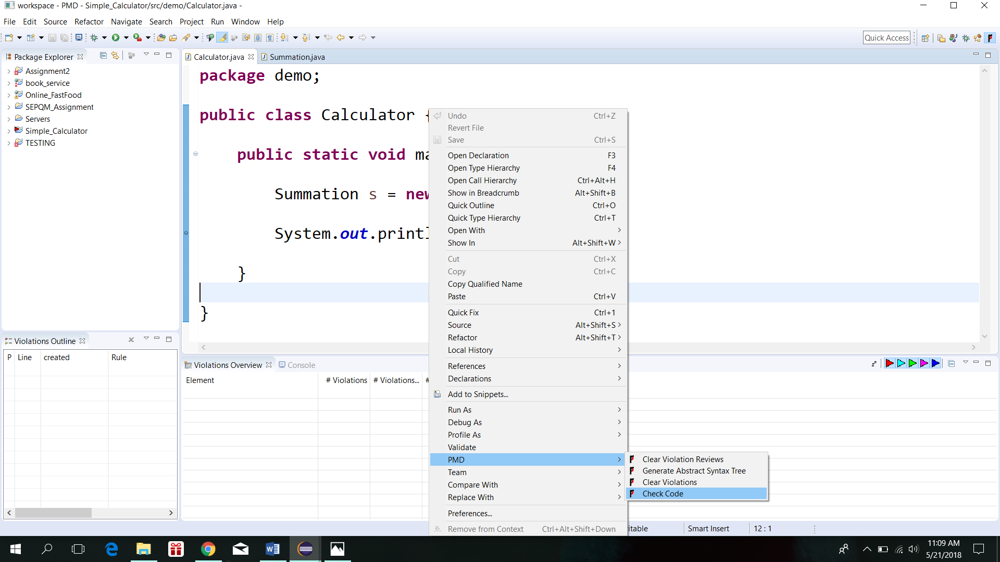 workspace - PMD - Simple_Calculator/src/demo/Calculator.java -
File Edit Source Refactor Navigate Search Project Run Window Help
Quick Access
Package Explorer
Assignment2
book_service
Online_FastFood
SEPQM_Assignment
Servers
Simple_Calculator
TESTING
Calculator.java
Summation.java
package demo;
public class Calculator {
public static void ma
Summation s = new
System.out.printl
}
}
Undo Ctrl+Z
Revert File
Save Ctrl+S
Open Declaration F3
Open Type Hierarchy F4
Open Call Hierarchy Ctrl+Alt+H
Show in Breadcrumb Alt+Shift+B
Quick Outline Ctrl+O
Quick Type Hierarchy Ctrl+T
Open With
Show In Alt+Shift+W
Cut Ctrl+X
Copy Ctrl+C
Copy Qualified Name
Paste Ctrl+V
Quick Fix Ctrl+1
Source Alt+Shift+S
Refactor Alt+Shift+T
Local History
References
Declarations
Add to Snippets...
Run As
Debug As
Profile As
Validate
PMD
Team
Compare With
Replace With
Preferences...
Remove from Context Ctrl+Alt+Shift+Down
Clear Violation Reviews
Generate Abstract Syntax Tree
Clear Violations
Check Code
Violations Outline
P Line created Rule
Violations Overview
Console
Element # Violations # Violations... #
itable Smart Insert 12 : 1
11:09 AM
5/21/2018